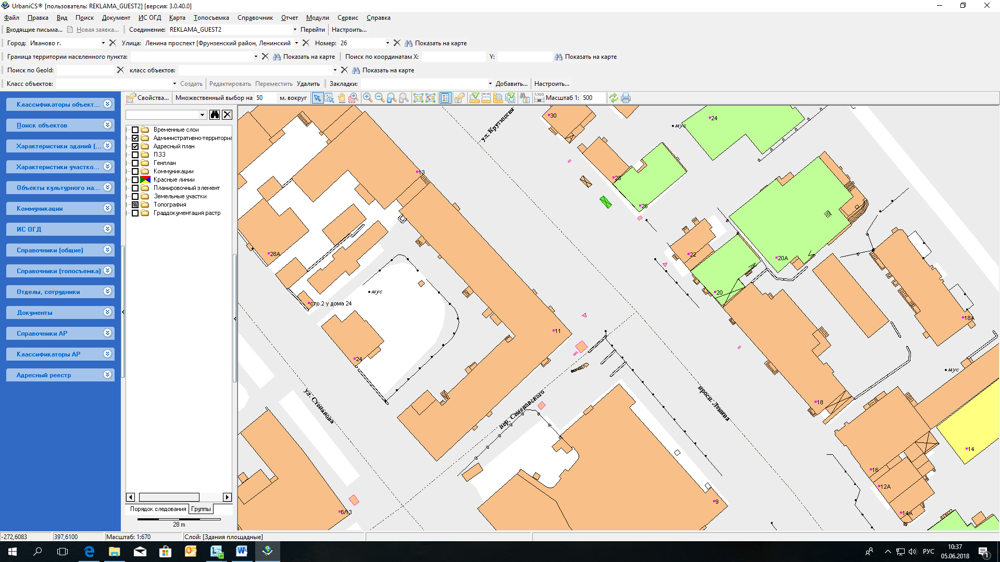 UrbaniCS® [пользователь: REKLAMA_GUEST2] [версия: 3.0.40.0]
Файл Правка Вид Поиск Документ ИС ОГД Карта Топосъемка Справочник Отчет Модули Сервис Справка
Входящие письма... Новая заявка... Соединение: REKLAMA_GUEST2 Перейти Настроить...
Город: Иваново г. Улица: Ленина проспект [Фрунзенский район, Ленинский Номер: 26 Показать на карте
Граница территории населенного пункта: Показать на карте Поиск по координатам X: Y: Показать на карте
Поиск по GeoId: класс объектов: Показать на карте
Класс объектов: Создать Редактировать Переместить Удалить Закладки: Добавить... Настроить...
Свойства... Множественный выбор на 50 м. вокруг 1:100 Масштаб 1: 500
Классификаторы объект...
Поиск объектов
Характеристики зданий (...
Характеристики участко...
Объекты культурного на...
Коммуникации
ИС ОГД
Справочники (общие)
Справочники (топосъемка)
Отделы, сотрудники
Документы
Справочники АР
Классификаторы АР
Адресный реестр
Временные слои
Административно-территориа
Адресный план
ПЗЗ
Генплан
Коммуникации
Красные линии
Планировочный элемент
Земельные участки
Топография
Граддокументация растр
Порядок следования Группы
28 m
ул. Крутицкая
30
мус
24
13
28
26
28А
22
20А
мус
стр.2 у дома 24
20
18А
11
24
мус
ул. Степанова
пер. Семеновского
просп. Ленина
18
14
16
12А
9
6/13
14А
-272,6083 397,6100 Масштаб: 1:670 Слой: [Здания площадные]
РУС
10:37
05.06.2018
1